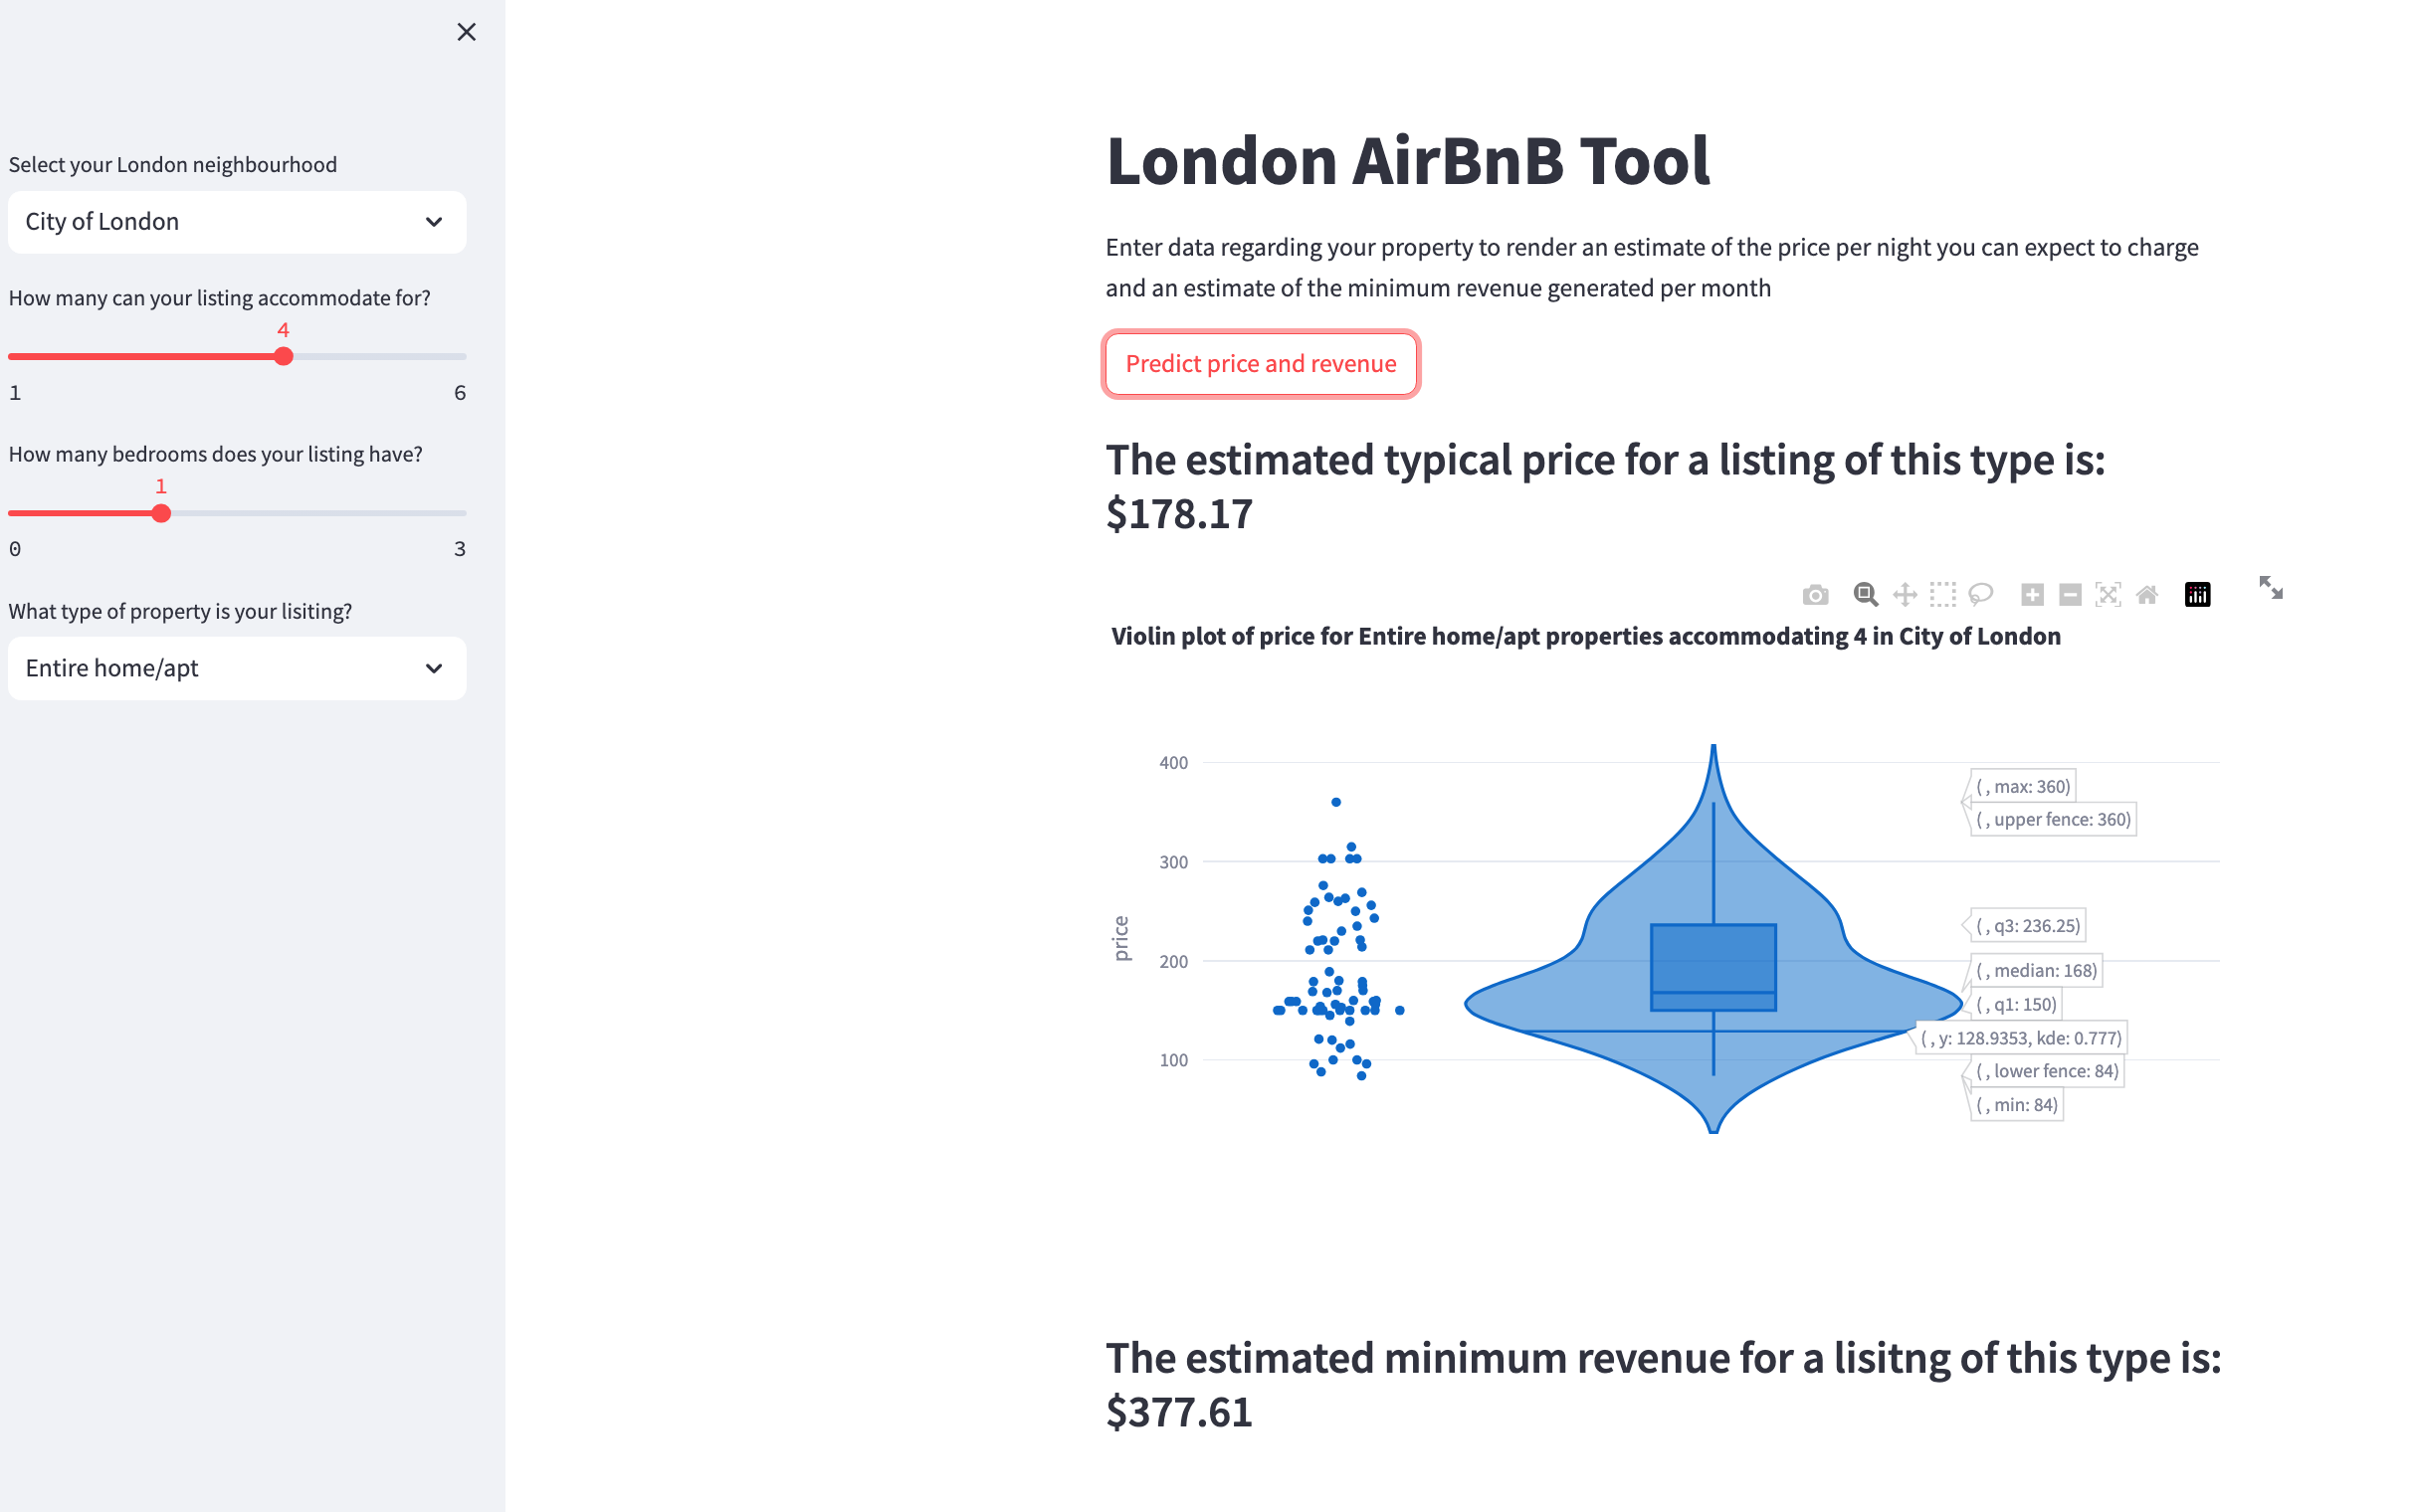 Select your London neighbourhood
City of London
How many can your listing accommodate for?
4
1 6
How many bedrooms does your listing have?
1
0 3
What type of property is your lisiting?
Entire home/apt
London AirBnB Tool
Enter data regarding your property to render an estimate of the price per night you can expect to charge
and an estimate of the minimum revenue generated per month
Predict price and revenue
The estimated typical price for a listing of this type is:
$178.17
Violin plot of price for Entire home/apt properties accommodating 4 in City of London
400
300
200
100
price
( , max: 360)
( , upper fence: 360)
( , q3: 236.25)
( , median: 168)
( , q1: 150)
( , y: 128.9353, kde: 0.777)
( , lower fence: 84)
( , min: 84)
The estimated minimum revenue for a lisitng of this type is:
$377.61